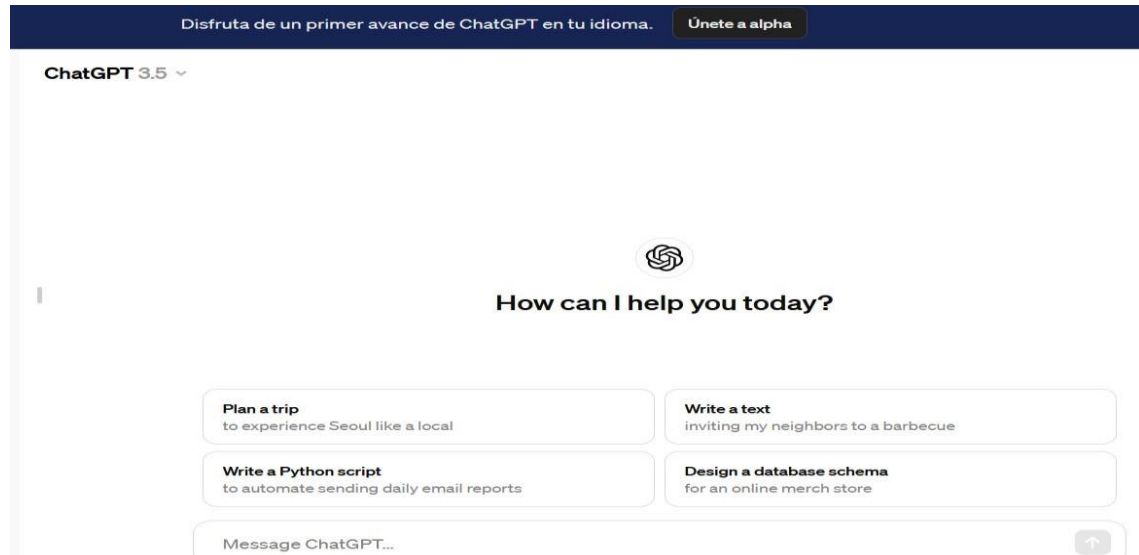 Disfruta de un primer avance de ChatGPT en tu idioma. Únete a alpha
ChatGPT 3.5
How can I help you today?
Plan a trip
to experience Seoul like a local
Write a text
inviting my neighbors to a barbecue
Write a Python script
to automate sending daily email reports
Design a database schema
for an online merch store
Message ChatGPT...